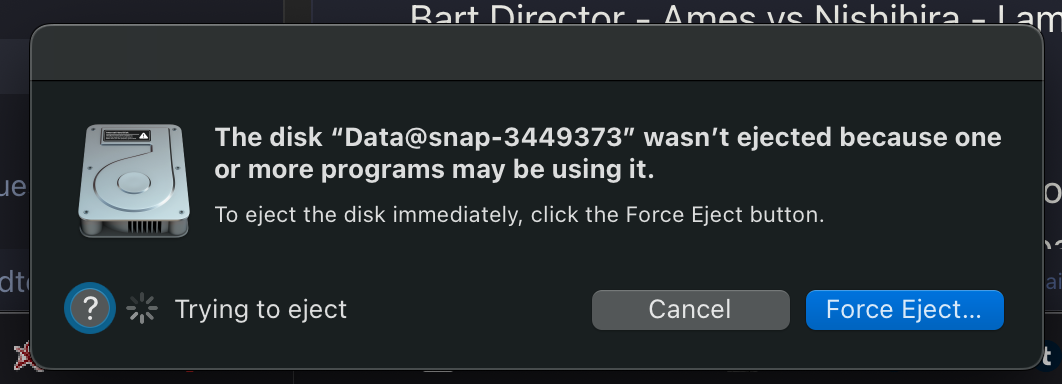 Bart Director - Ames vs Nishihira - Lam
The disk “Data@snap-3449373” wasn’t ejected because one
or more programs may be using it.
To eject the disk immediately, click the Force Eject button.
? Trying to eject
Cancel
Force Eject...